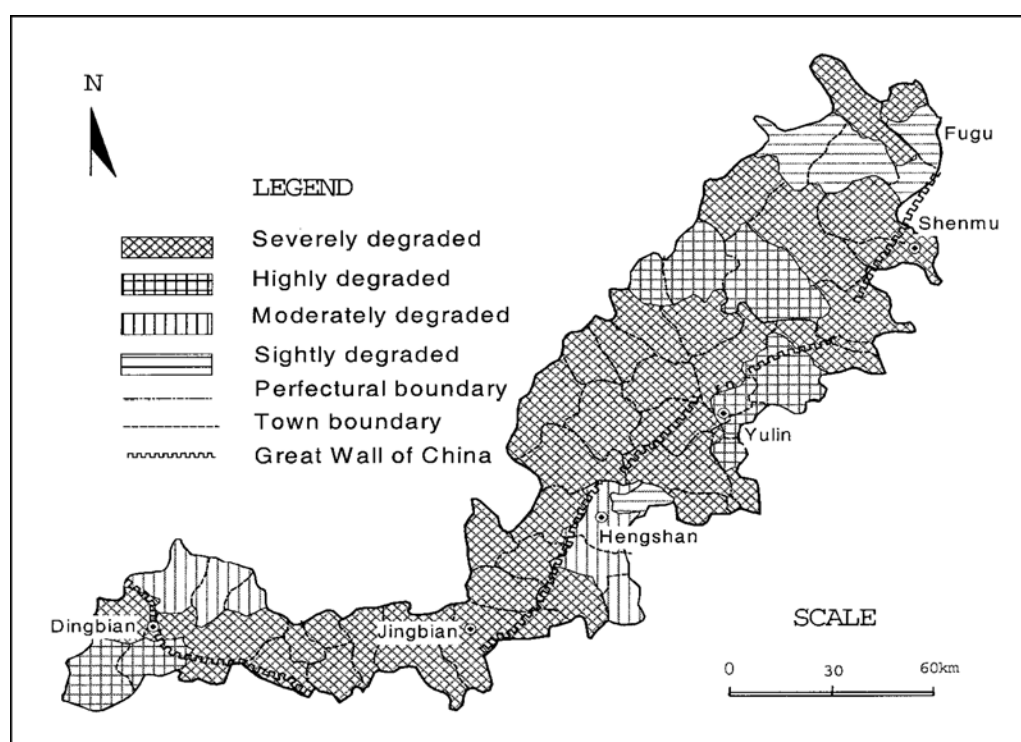 N
LEGEND
Severely degraded
Highly degraded
Moderately degraded
Sightly degraded
Perfectural boundary
Town boundary
Great Wall of China
Fugu
Shenmu
Yulin
Hengshan
Dingbian
Jingbian
SCALE
0 30 60km